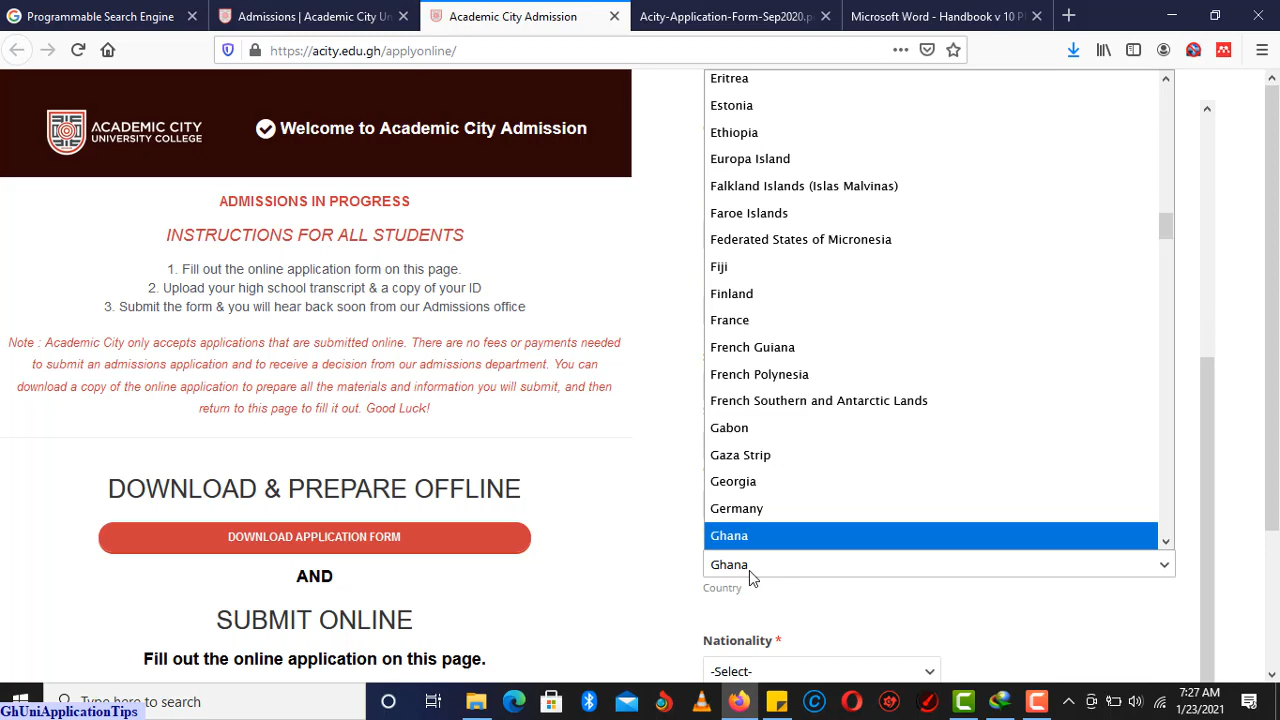 Programmable Search Engine
Admissions | Academic City Un
Academic City Admission
Acity-Application-Form-Sep2020.p
Microsoft Word - Handbook v 10 P
https://acity.edu.gh/applyonline/
ACADEMIC CITY
UNIVERSITY COLLEGE
Welcome to Academic City Admission
ADMISSIONS IN PROGRESS
INSTRUCTIONS FOR ALL STUDENTS
1. Fill out the online application form on this page.
2. Upload your high school transcript & a copy of your ID
3. Submit the form & you will hear back soon from our Admissions office
Note : Academic City only accepts applications that are submitted online. There are no fees or payments needed
to submit an admissions application and to receive a decision from our admissions department. You can
download a copy of the online application to prepare all the materials and information you will submit, and then
return to this page to fill it out. Good Luck!
DOWNLOAD & PREPARE OFFLINE
DOWNLOAD APPLICATION FORM
AND
SUBMIT ONLINE
Fill out the online application on this page.
Eritrea
Estonia
Ethiopia
Europa Island
Falkland Islands (Islas Malvinas)
Faroe Islands
Federated States of Micronesia
Fiji
Finland
France
French Guiana
French Polynesia
French Southern and Antarctic Lands
Gabon
Gaza Strip
Georgia
Germany
Ghana
Ghana
Country
Nationality *
-Select-
Type here to search
7:27 AM
1/23/2021
GhUniApplicationTips